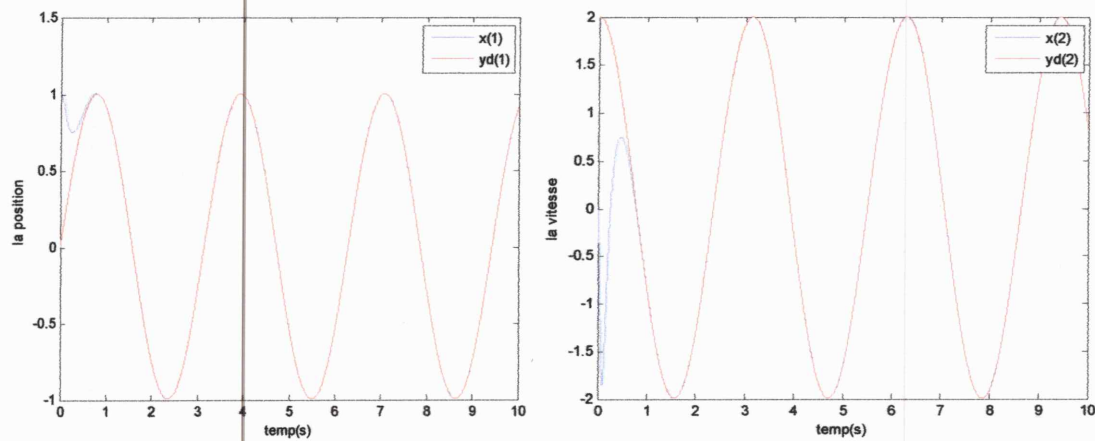 1.5
1
0.5
0
-0.5
-1
0 1 2 3 4 5 6 7 8 9 10
la position
temp(s)
x(1)
yd(1)
2
1.5
1
0.5
0
-0.5
-1
-1.5
-2
0 1 2 3 4 5 6 7 8 9 10
la vitesse
temp(s)
x(2)
yd(2)